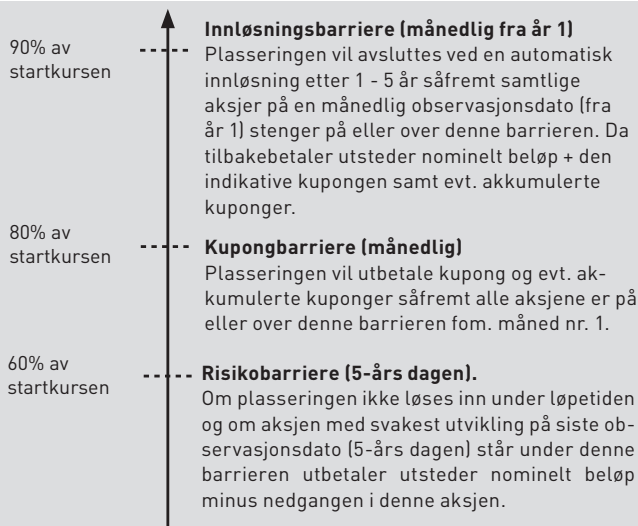 90% av
startkursen
Innløsningsbarriere (månedlig fra år 1)
Plasseringen vil avsluttes ved en automatisk
innløsning etter 1 - 5 år såfremt samtlige
aksjer på en månedlig observasjonsdato (fra
år 1) stenger på eller over denne barrieren. Da
tilbakebetaler utsteder nominelt beløp + den
indikative kupongen samt evt. akkumulerte
kuponger.
80% av
startkursen
Kupongbarriere (månedlig)
Plasseringen vil utbetale kupong og evt. ak-
kumulerte kuponger såfremt alle aksjene er på
eller over denne barrieren fom. måned nr. 1.
60% av
startkursen
Risikobarriere (5-års dagen).
Om plasseringen ikke løses inn under løpetiden
og om aksjen med svakest utvikling på siste ob-
servasjonsdato (5-års dagen) står under denne
barrieren utbetaler utsteder nominelt beløp
minus nedgangen i denne aksjen.